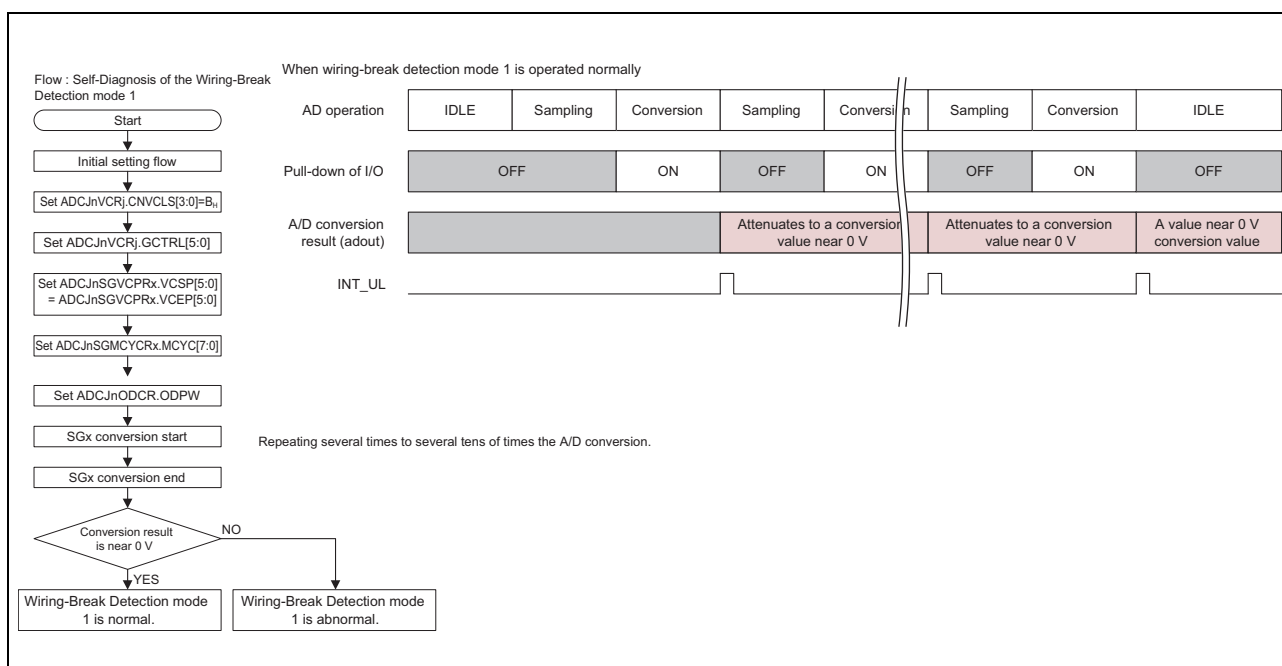 Flow : Self-Diagnosis of the Wiring-Break
Detection mode 1
Start
Initial setting flow
Set ADCJnVCRj.CNVCLS[3:0]=BH
Set ADCJnVCRj.GCTRL[5:0]
Set ADCJnSGVCPRx.VCSP[5:0]
= ADCJnSGVCPRx.VCEP[5:0]
Set ADCJnSGMCYCRx.MCYC[7:0]
Set ADCJnODCR.ODPW
SGx conversion start
SGx conversion end
Conversion result
is near 0 V
NO
YES
Wiring-Break Detection mode
1 is normal.
Wiring-Break Detection mode
1 is abnormal.
When wiring-break detection mode 1 is operated normally
AD operation IDLE Sampling Conversion Sampling Conversion Sampling Conversion IDLE
Pull-down of I/O OFF ON OFF ON OFF ON OFF
A/D conversion
result (adout)
Attenuates to a conversion
value near 0 V
Attenuates to a conversion
value near 0 V
A value near 0 V
conversion value
INT_UL
Repeating several times to several tens of times the A/D conversion.